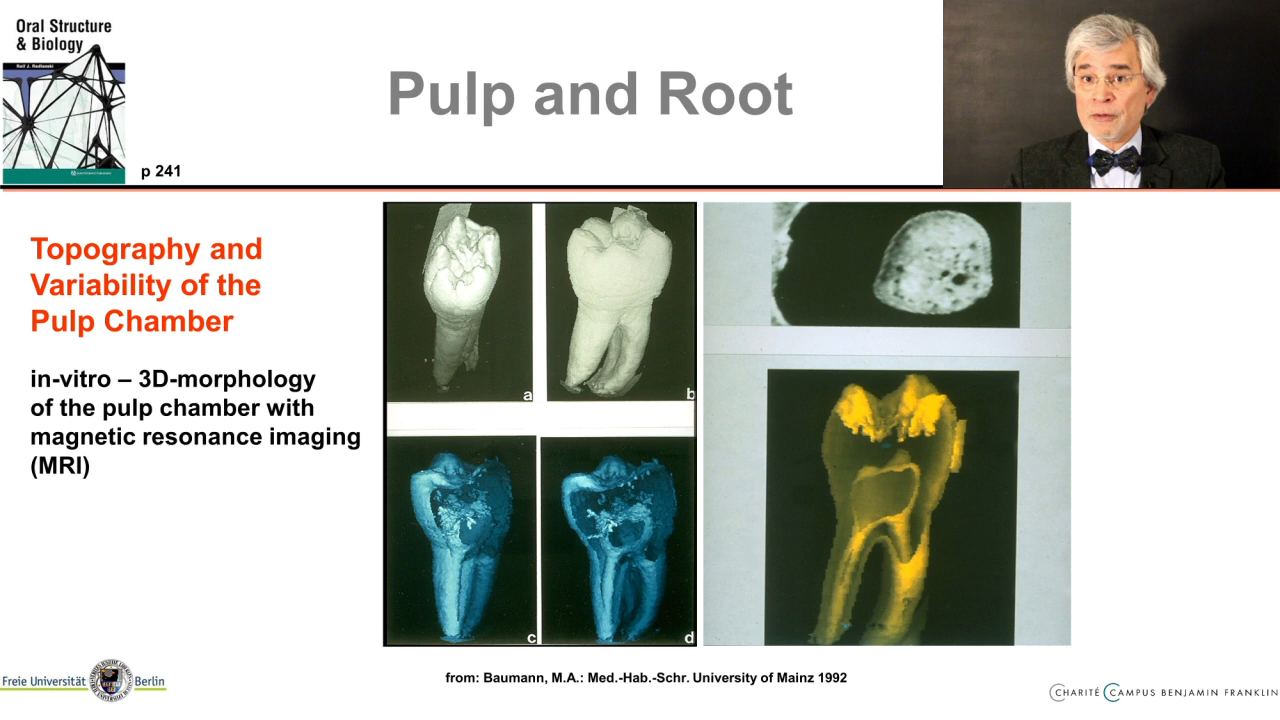 Oral Structure
& Biology
Ralf J. Radlanski
p 241
Pulp and Root
Topography and
Variability of the
Pulp Chamber
in-vitro – 3D-morphology
of the pulp chamber with
magnetic resonance imaging
(MRI)
a
b
c
d
from: Baumann, M.A.: Med.-Hab.-Schr. University of Mainz 1992
Freie Universität Berlin
CHARITÉ CAMPUS BENJAMIN FRANKLIN